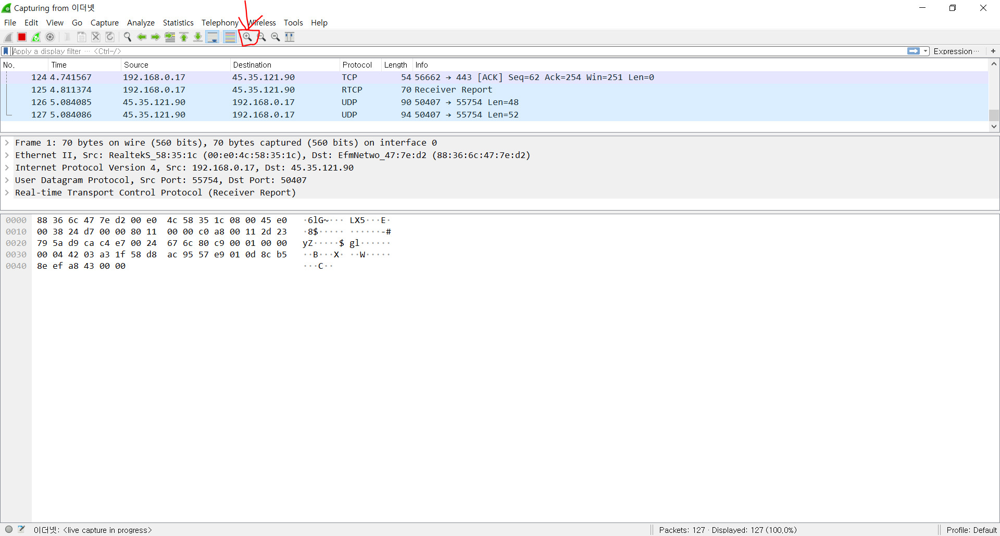 Capturing from 이더넷
File Edit View Go Capture Analyze Statistics Telephony Wireless Tools Help
Apply a display filter ··· <Ctrl-/> Expression···  +
No. Time Source Destination Protocol Length Info
124 4.741567 192.168.0.17 45.35.121.90 TCP 54 56662 → 443 [ACK] Seq=62 Ack=254 Win=251 Len=0
125 4.811374 192.168.0.17 45.35.121.90 RTCP 70 Receiver Report
126 5.084085 45.35.121.90 192.168.0.17 UDP 90 50407 → 55754 Len=48
127 5.084086 45.35.121.90 192.168.0.17 UDP 94 50407 → 55754 Len=52
Frame 1: 70 bytes on wire (560 bits), 70 bytes captured (560 bits) on interface 0
Ethernet II, Src: RealtekS_58:35:1c (00:e0:4c:58:35:1c), Dst: EfmNetwo_47:7e:d2 (88:36:6c:47:7e:d2)
Internet Protocol Version 4, Src: 192.168.0.17, Dst: 45.35.121.90
User Datagram Protocol, Src Port: 55754, Dst Port: 50407
Real-time Transport Control Protocol (Receiver Report)
0000 88 36 6c 47 7e d2 00 e0 4c 58 35 1c 08 00 45 e0 ·6lG~··· LX5···E·
0010 00 38 24 d7 00 00 80 11 00 00 c0 a8 00 11 2d 23 ·8$····· ······-#
0020 79 5a d9 ca c4 e7 00 24 67 6c 80 c9 00 01 00 00 yZ·····$ gl······
0030 00 04 42 03 a3 1f 58 d8 ac 95 57 e9 01 0d 8c b5 ··B···X· ··W·····
0040 8e ef a8 43 00 00 ···C··
이더넷: <live capture in progress> Packets: 127 · Displayed: 127 (100,0%) Profile: Default